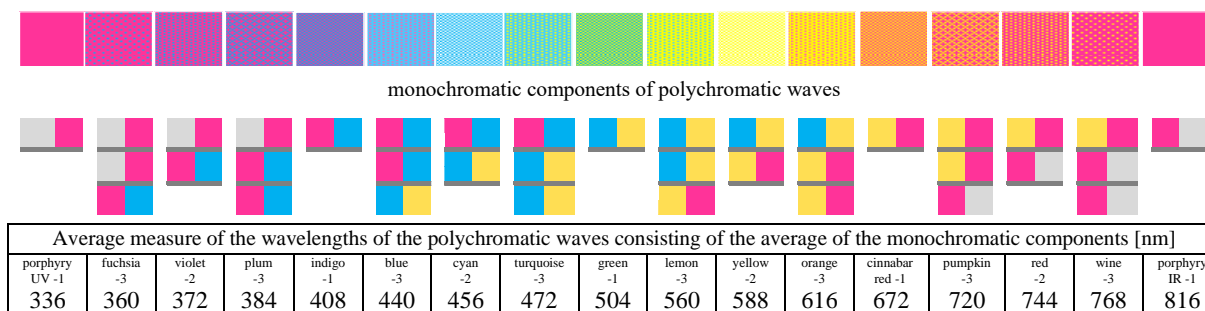 monochromatic components of polychromatic waves
Average measure of the wavelengths of the polychromatic waves consisting of the average of the monochromatic components [nm]
porphyry fuchsia violet plum indigo blue cyan turquoise green lemon yellow orange cinnabar pumpkin red wine porphyry
UV -1 -3 -2 -3 -1 -3 -2 -3 -1 -3 -2 -3 red -1 -3 -2 -3 IR -1
336 360 372 384 408 440 456 472 504 560 588 616 672 720 744 768 816